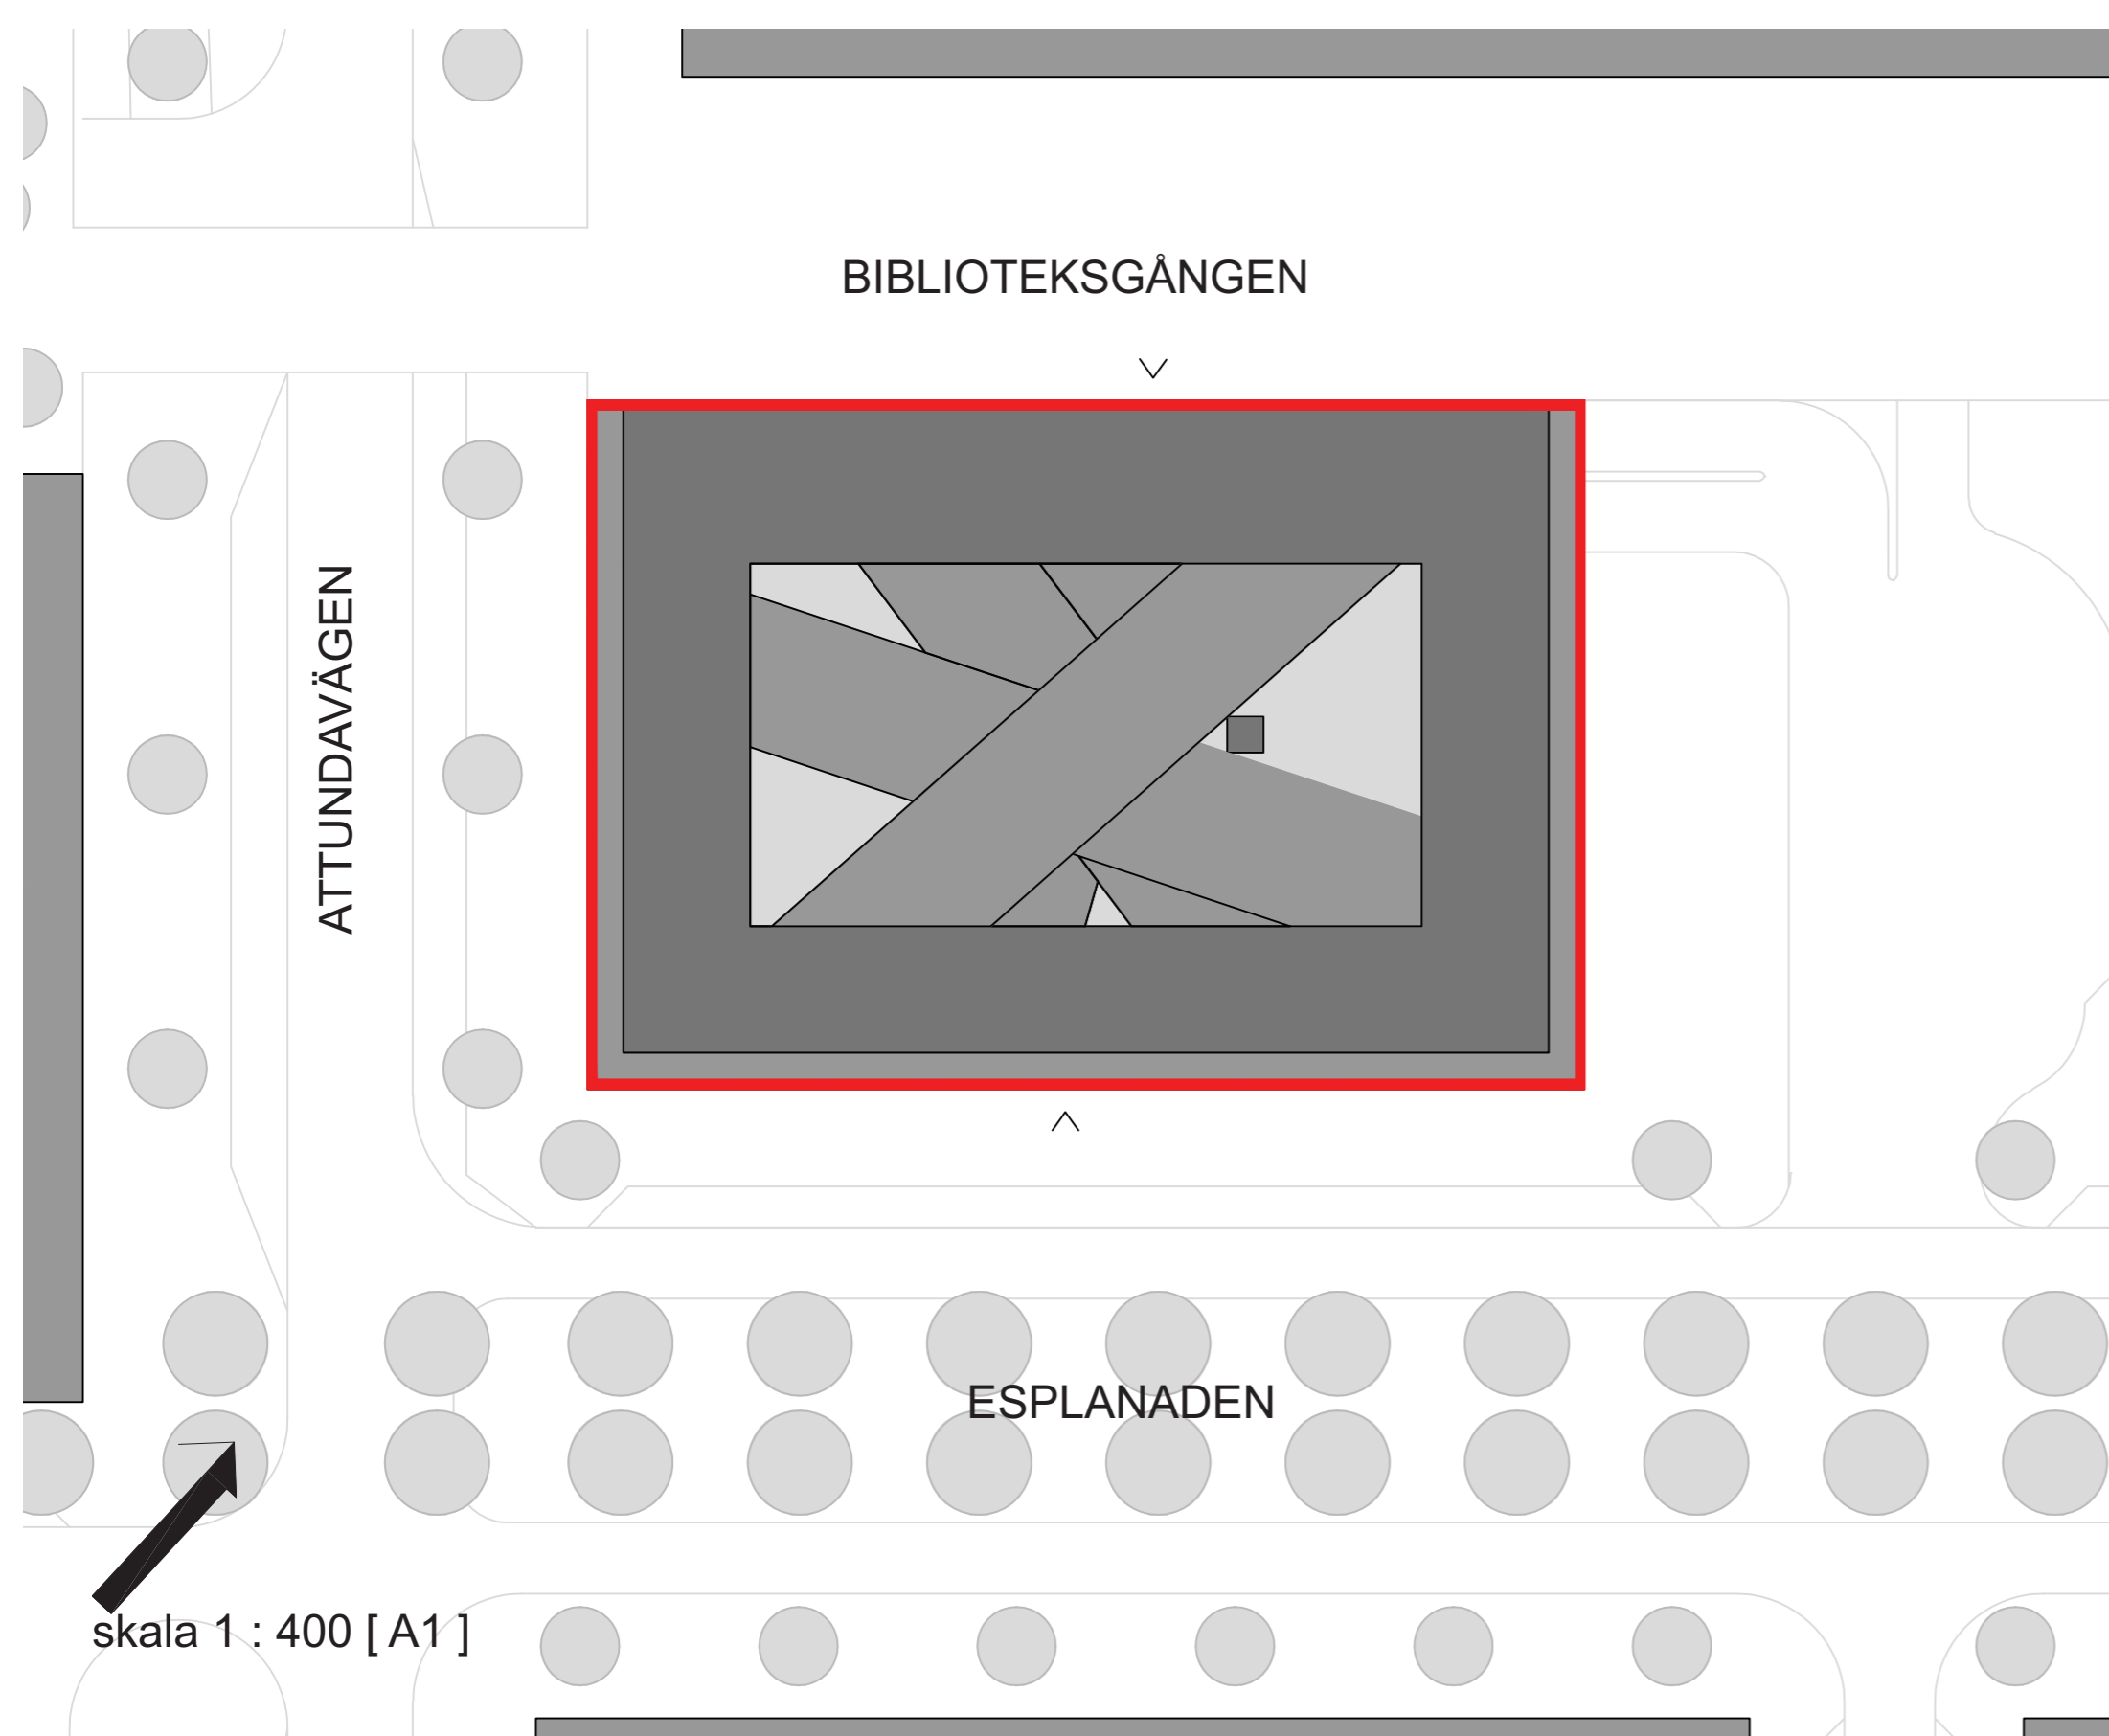 BIBLIOTEKSGÅNGEN
ATTUNDAVÄGEN
ESPLANADEN
skala 1 : 400 [ A1 ]